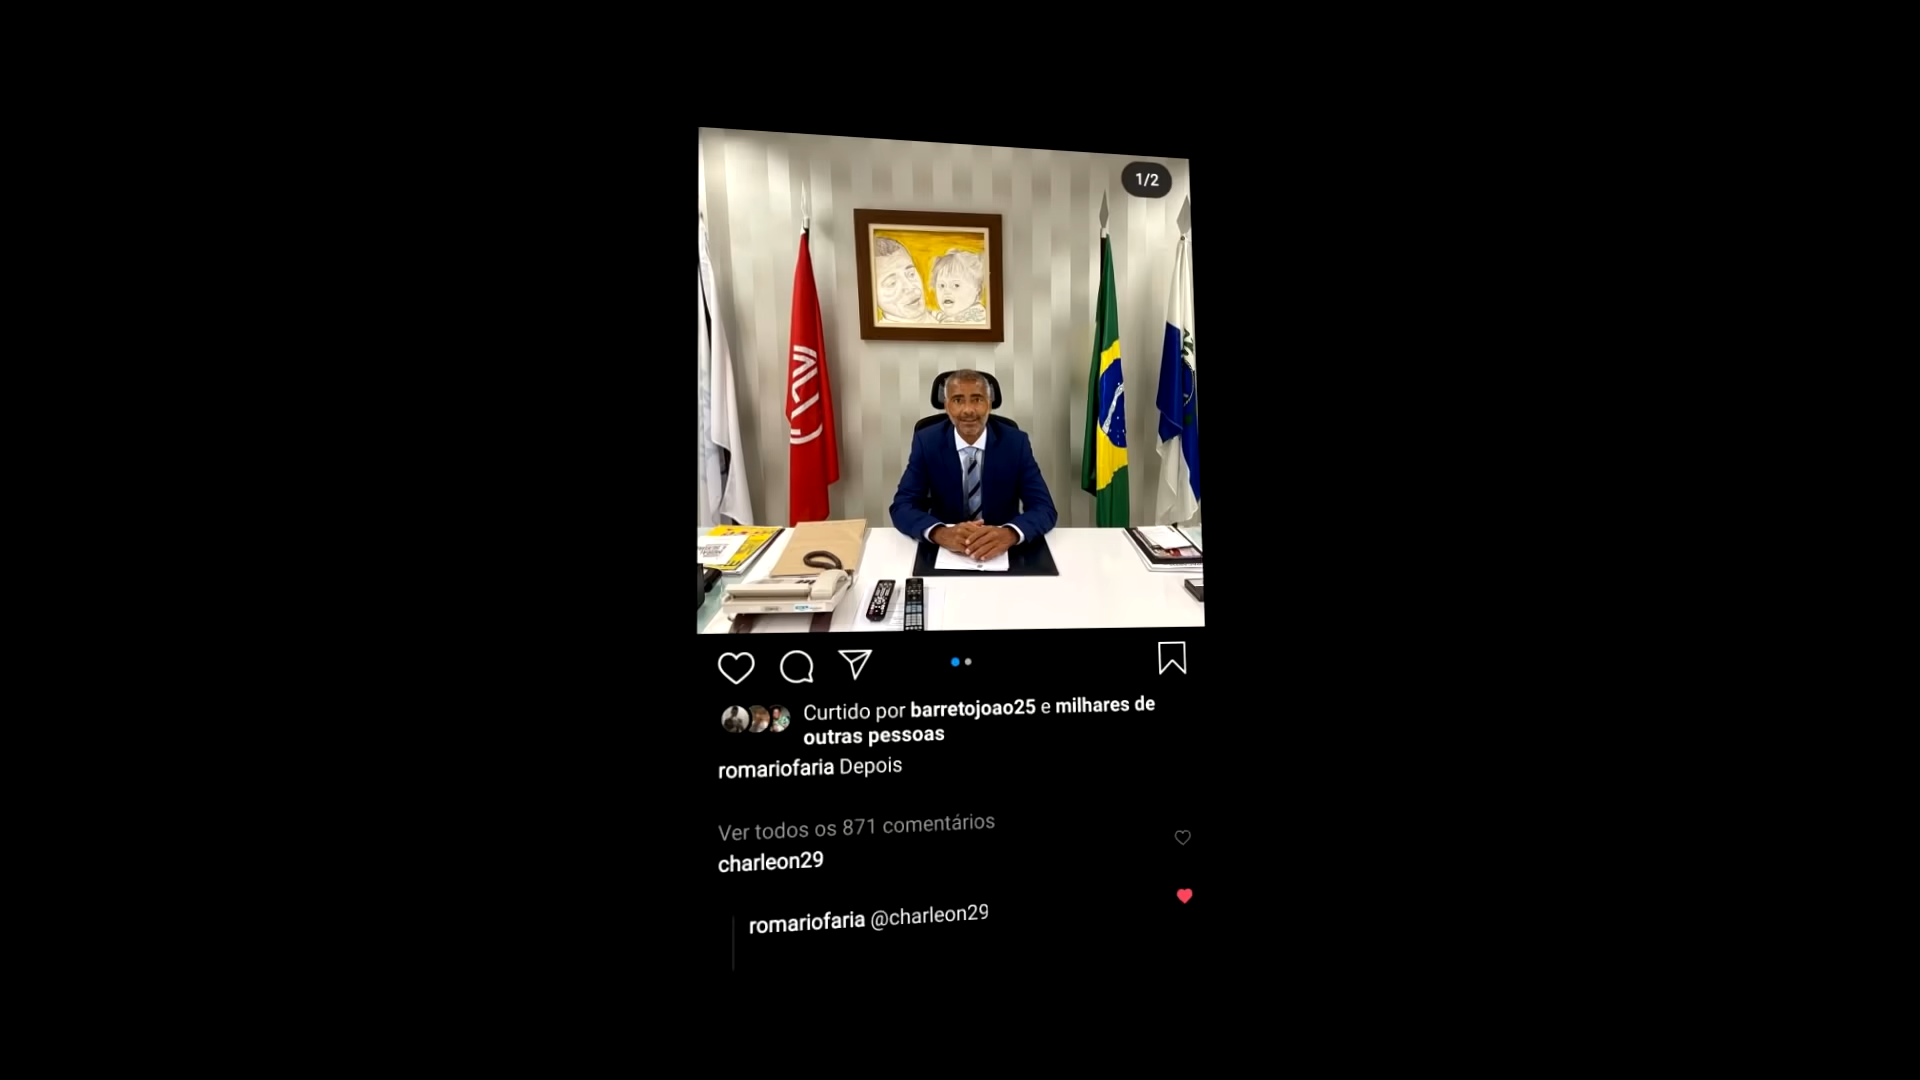 1/2
Curtido por barretojoao25 e milhares de
outras pessoas
romariofaria Depois
Ver todos os 871 comentários
charleon29
romariofaria @charleon29